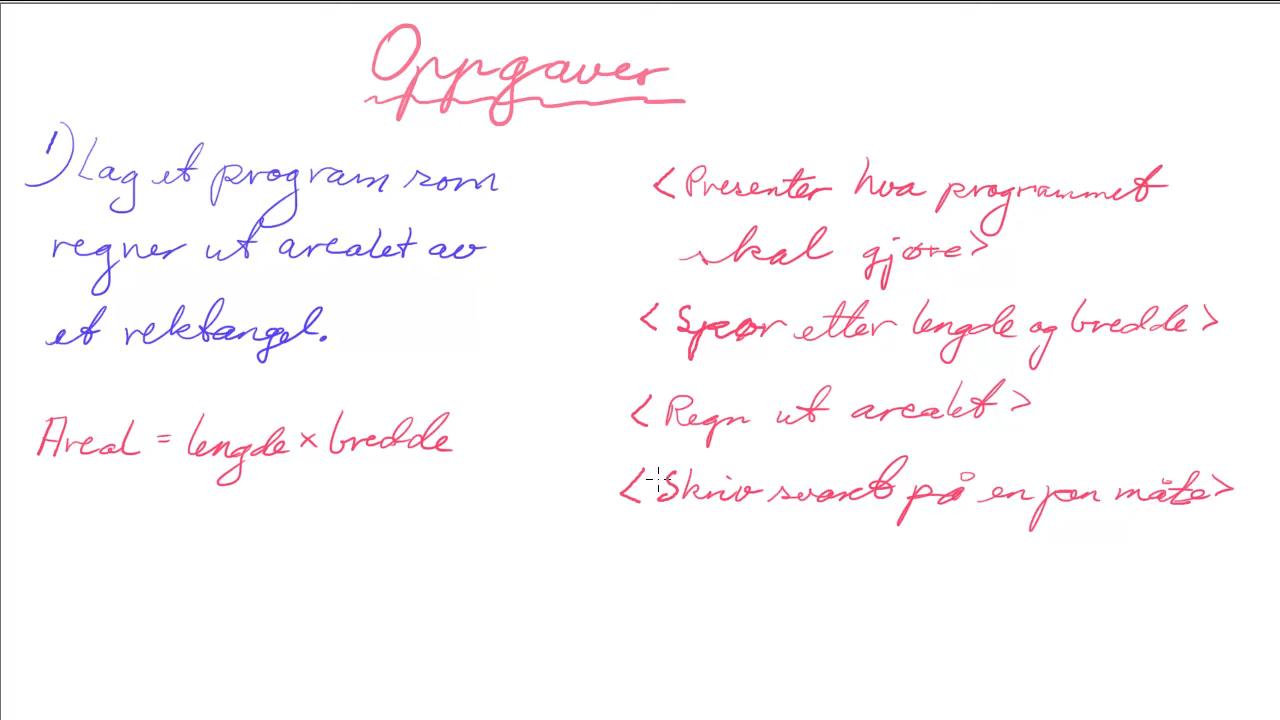 Oppgaver
1) Lag et program som
regner ut arealet av
et rektangel.
Areal = lengde × bredde
<Presenter hva programmet
skal gjøre>
<Spør etter lengde og bredde>
<Regn ut arealet>
<Skriv svaret på en pen måte>